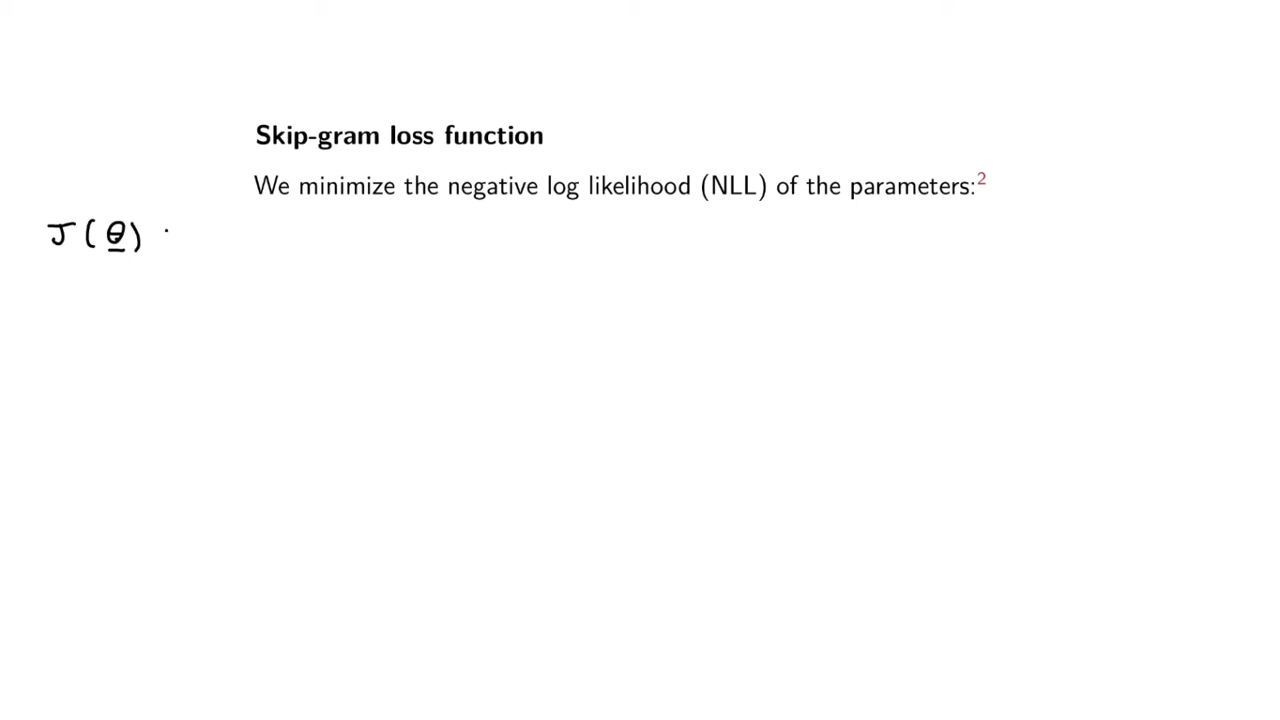 Skip-gram loss function
We minimize the negative log likelihood (NLL) of the parameters:²
J(θ)